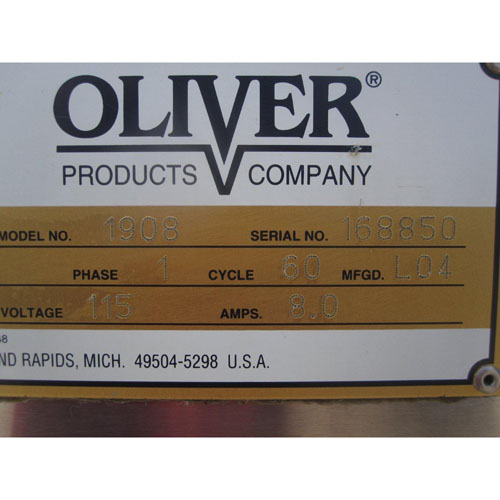 OLIVER®
PRODUCTS COMPANY
MODEL NO. 1908 SERIAL NO. 168850
PHASE 1 CYCLE 60 MFGD. L04
VOLTAGE 115 AMPS. 8.0
68
ND RAPIDS, MICH. 49504-5298 U.S.A.